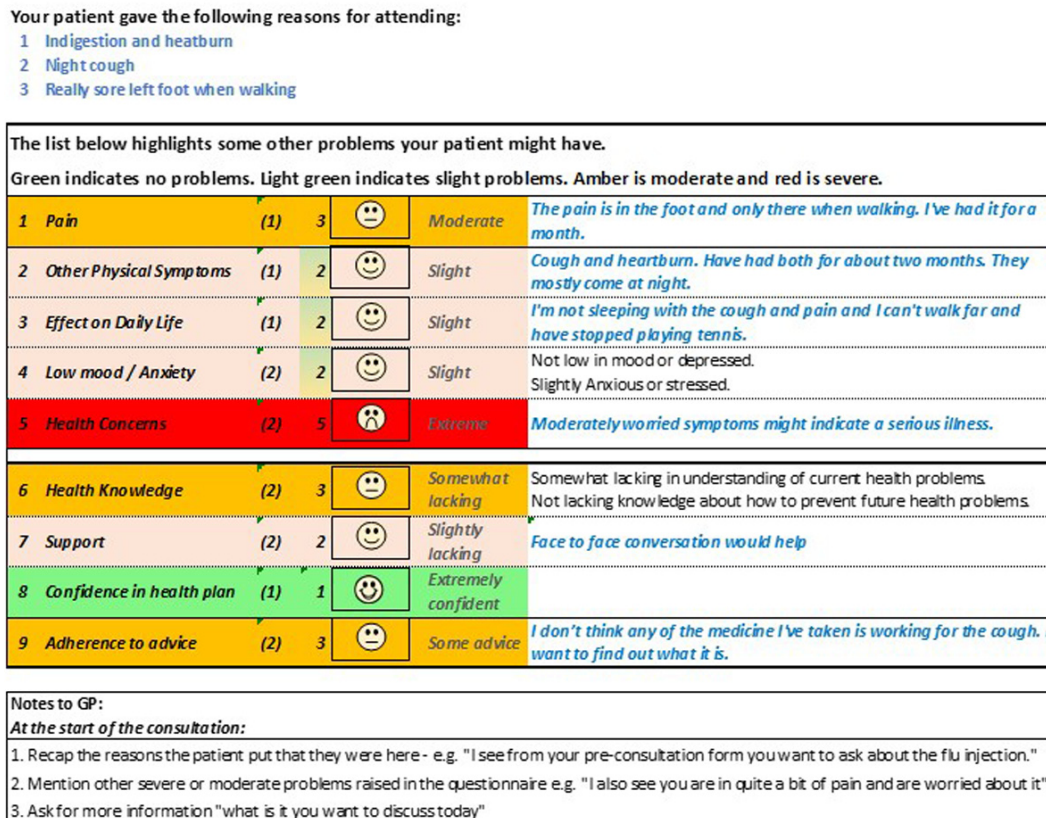 Your patient gave the following reasons for attending:
1 Indigestion and heatburn
2 Night cough
3 Really sore left foot when walking
The list below highlights some other problems your patient might have.
Green indicates no problems. Light green indicates slight problems. Amber is moderate and red is severe.
1 Pain (1) 3 Moderate The pain is in the foot and only there when walking. I've had it for a
month.
2 Other Physical Symptoms (1) 2 Slight Cough and heartburn. Have had both for about two months. They
mostly come at night.
3 Effect on Daily Life (1) 2 Slight I'm not sleeping with the cough and pain and I can't walk far and
have stopped playing tennis.
4 Low mood / Anxiety (2) 2 Slight Not low in mood or depressed.
Slightly Anxious or stressed.
5 Health Concerns (2) 5 Extreme Moderately worried symptoms might indicate a serious illness.
6 Health Knowledge (2) 3 Somewhat lacking Somewhat lacking in understanding of current health problems.
Not lacking knowledge about how to prevent future health problems.
7 Support (2) 2 Slightly lacking Face to face conversation would help
8 Confidence in health plan (1) 1 Extremely confident
9 Adherence to advice (2) 3 Some advice I don't think any of the medicine I've taken is working for the cough.
want to find out what it is.
Notes to GP:
At the start of the consultation:
1. Recap the reasons the patient put that they were here - e.g. "I see from your pre-consultation form you want to ask about the flu injection."
2. Mention other severe or moderate problems raised in the questionnaire e.g. "I also see you are in quite a bit of pain and are worried about it"
3. Ask for more information "what is it you want to discuss today"